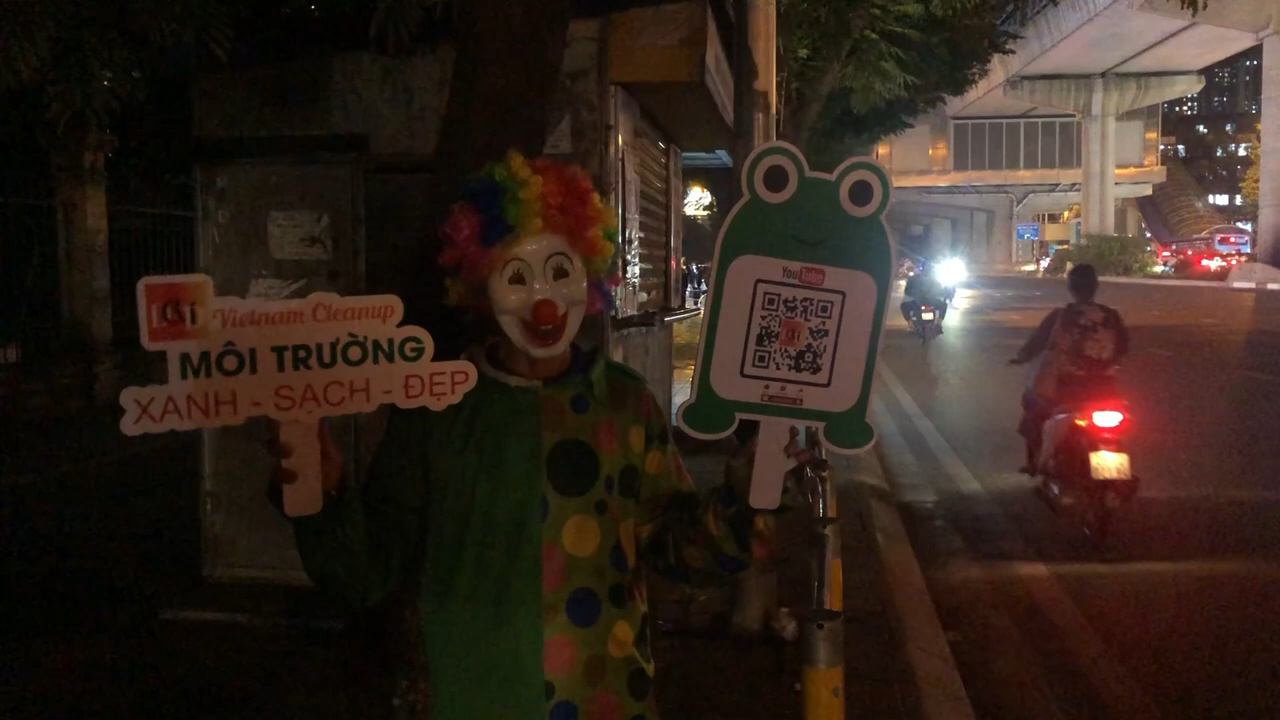 Vietnam Cleanup
MÔI TRƯỜNG
XANH - SẠCH - ĐẸP
YouTube